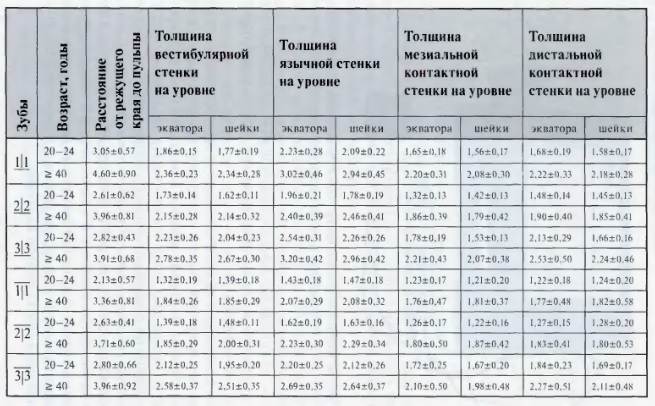 Зубы
Возраст, годы
Расстояние
от режущего
края до пульпы
Толщина
вестибулярной
стенки
на уровне
Толщина
язычной стенки
на уровне
Толщина
мезиальной
контактной
стенки на уровне
Толщина
дистальной
контактной
стенки на уровне
экватора шейки экватора шейки экватора шейки экватора шейки
1|1 20–24 3.05±0,57 1,86±0,15 1,77±0,19 2.23±0,28 2,09±0.22 1,65±0,18 1,56±0,17 1,68±0,19 1,58±0,17
≥ 40 4.60±0,90 2,36±0,23 2,34±0,28 3,02±0,46 2,94±0,45 2,20±0,31 2,08±0,30 2,22±0.33 2,18±0,28
2|2 20–24 2.61±0,62 1,73±0,14 1.62±0,11 1,96±0,21 1,78±0,19 1,32±0,13 1,42±0,13 1,48±0,14 1,45±0,13
≥ 40 3,96±0,81 2,15±0,28 2,14±0,32 2,40±0,39 2,46±0,41 1,86±0,39 1,79±0,42 1,90±0,40 1,85±0,41
3|3 20–24 2,82±0.43 2,23±0,26 2.04±0,23 2,54±0,31 2,26±0,26 1,78±0,19 1,53±0,13 2,13±0,29 1,66±0,16
≥ 40 3,91±0,68 2,78±0,35 2,67±0,30 3,20±0,42 2,96±0,42 2,21±0,43 2,07±0,38 2,53±0,50 2,24±0,46
1|1 20–24 2,13±0,57 1,32±0,19 1,39±0,18 1,43±0,18 1,47±0,18 1,23±0,17 1,21±0,20 1,22±0,18 1,24±0,20
≥ 40 3,36±0,81 1,84±0,26 1,85±0,29 2,07±0,29 2,08±0,32 1,76±0,47 1,81±0,37 1,77±0,48 1,82±0,58
2|2 20–24 2,63±0,41 1,39±0,18 1,48±0,11 1,62±0,19 1,63±0,16 1,26±0,17 1,22±0,16 1,27±0,15 1,28±0,20
≥ 40 3,71±0,60 1,85±0,29 2,00±0,31 2,23±0,30 2,29±0,34 1,80±0,50 1,87±0,42 1,83±0,41 1,80±0,53
3|3 20–24 2,80±0,66 2,12±0,25 1,95±0,20 2,20±0,25 2,12±0,26 1,72±0,25 1,67±0,20 1,84±0,23 1,69±0,17
≥ 40 3,96±0,92 2,58±0,37 2,51±0,35 2,69±0,35 2,64±0,37 2,10±0,50 1,98±0,48 2,27±0,51 2,11±0,48